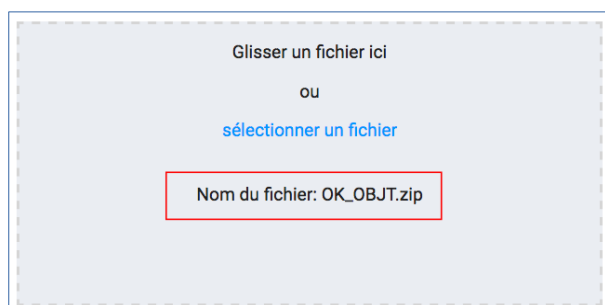 Glisser un fichier ici
ou
sélectionner un fichier
Nom du fichier: OK_OBJT.zip